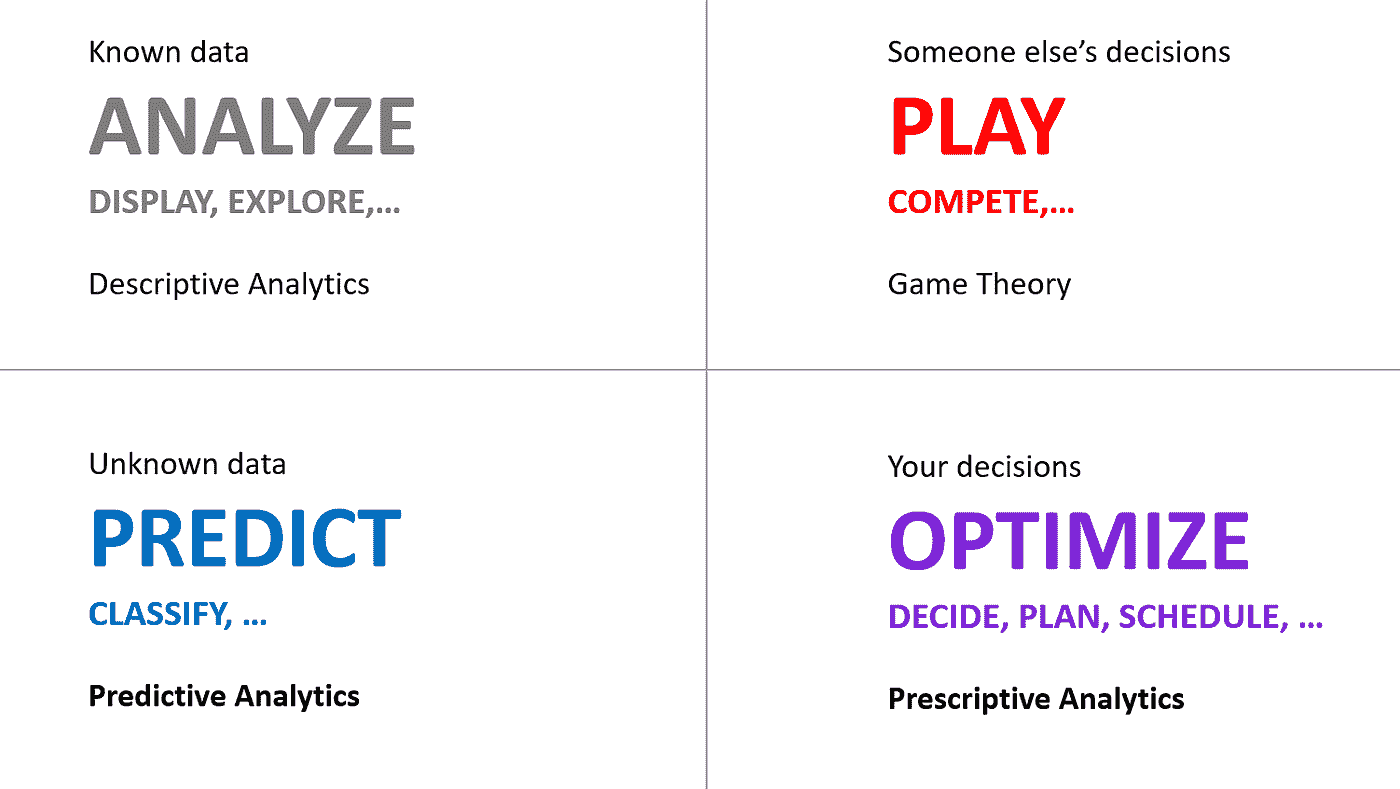 Known data
ANALYZE
DISPLAY, EXPLORE,...
Descriptive Analytics
Someone else’s decisions
PLAY
COMPETE,...
Game Theory
Unknown data
PREDICT
CLASSIFY, ...
Predictive Analytics
Your decisions
OPTIMIZE
DECIDE, PLAN, SCHEDULE, ...
Prescriptive Analytics